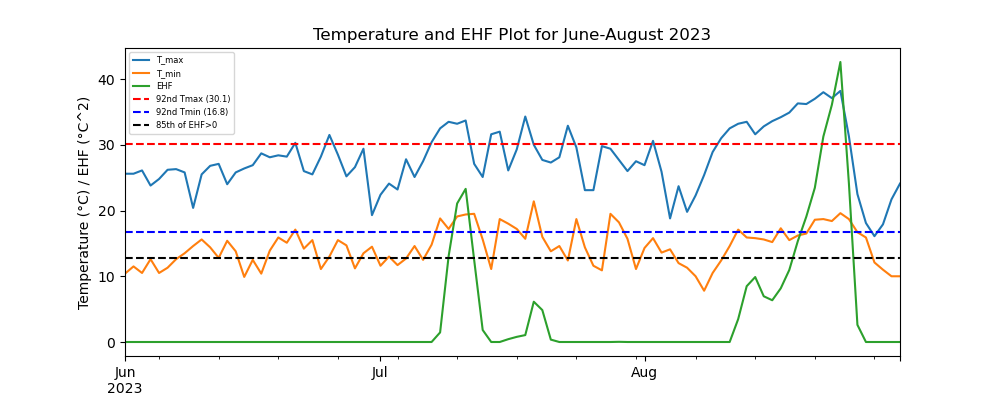 Temperature and EHF Plot for June-August 2023
T_max
T_min
EHF
92nd Tmax (30.1)
92nd Tmin (16.8)
85th of EHF>0
Temperature (°C) / EHF (°C^2)
40
30
20
10
0
Jun
2023
Jul
Aug